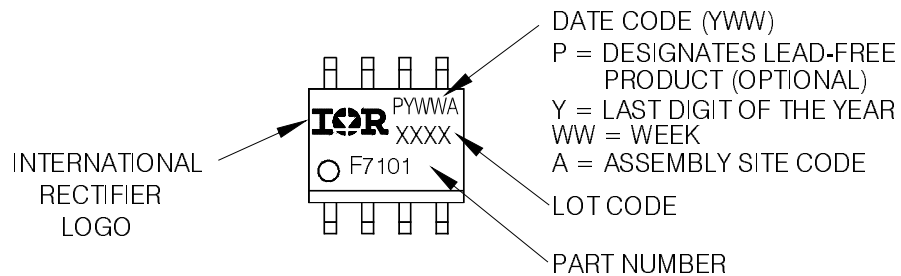 DATE CODE (YWW)
P = DESIGNATES LEAD-FREE
PRODUCT (OPTIONAL)
Y = LAST DIGIT OF THE YEAR
WW = WEEK
A = ASSEMBLY SITE CODE
LOT CODE
PART NUMBER
INTERNATIONAL
RECTIFIER
LOGO
IOR
PYWWA
XXXX
F7101